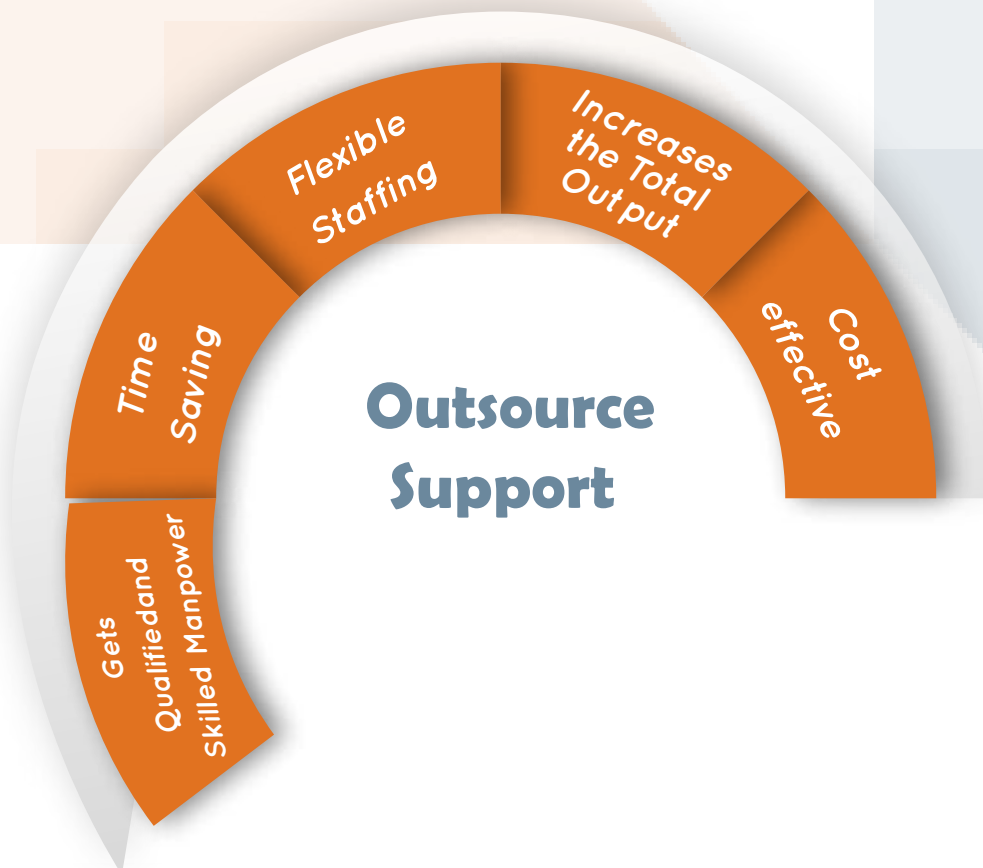 Gets
Qualifiedand
Skilled Manpower
Time
Saving
Flexible
Staffing
Increases
the Total
Output
Cost
effective
Outsource
Support